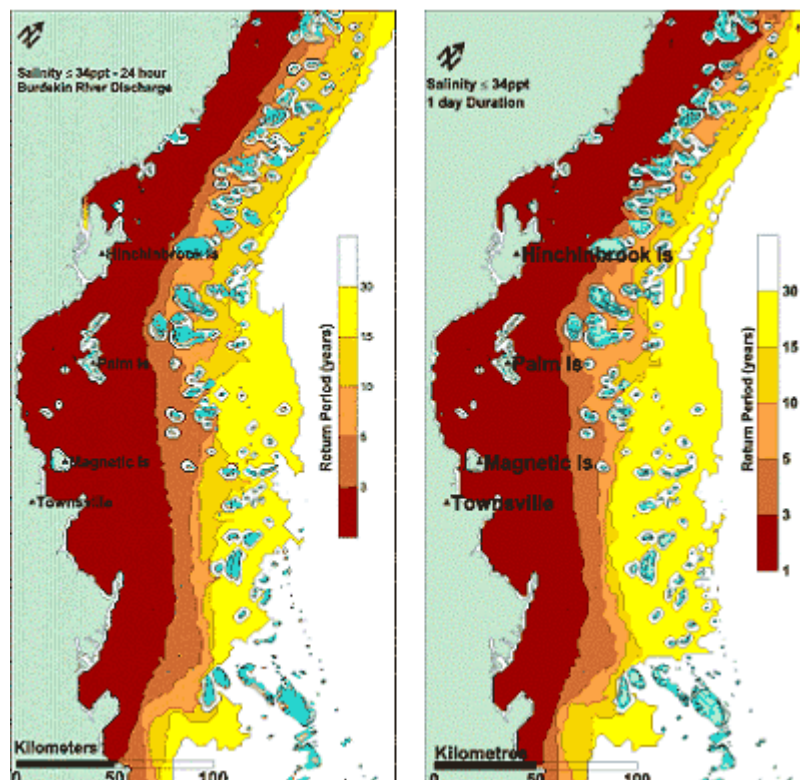 N
Salinity ≤ 34ppt - 24 hour
Burdekin River Discharge
Hinchinbrook Is
Palm Is
Magnetic Is
Townsville
Kilometers
0 50 100
Return Period (years)
30
15
10
5
3
N
Salinity ≤ 34ppt
1 day Duration
Hinchinbrook Is
Palm Is
Magnetic Is
Townsville
Kilometres
0 50 100
Return Period (years)
30
15
10
5
3
1